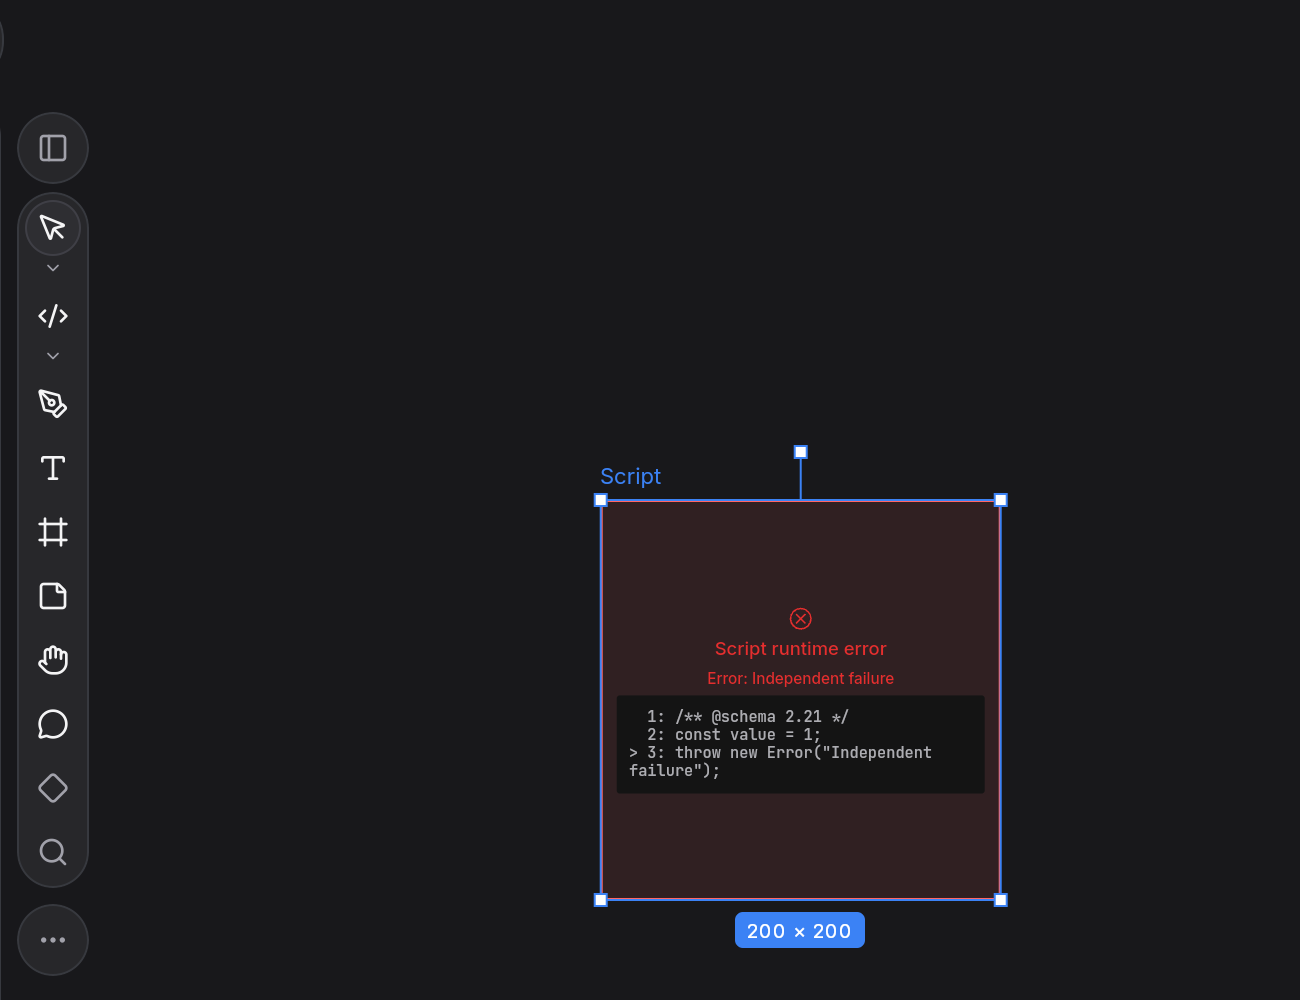 Script
Script runtime error
Error: Independent failure
1: /** @schema 2.21 */
2: const value = 1;
> 3: throw new Error("Independent
failure");
200 × 200